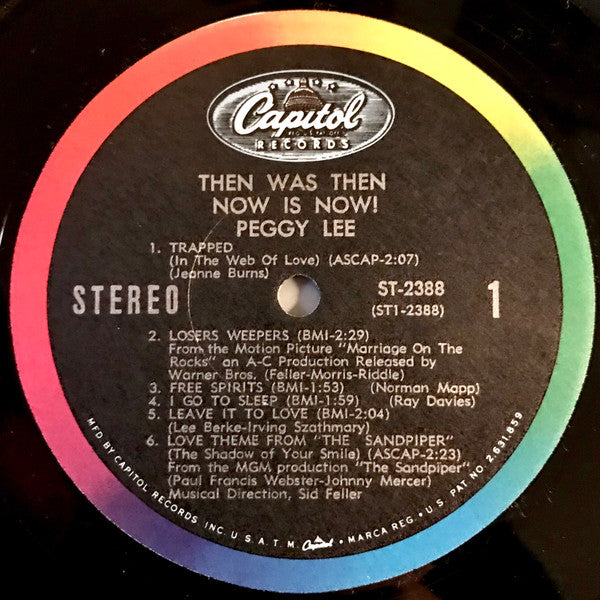 Capitol
RECORDS
THEN WAS THEN
NOW IS NOW!
PEGGY LEE
1. TRAPPED
(In The Web Of Love) (ASCAP-2:07)
(Jeanne Burns)
STEREO
ST-2388
(ST1-2388)
1
2. LOSERS WEEPERS (BMI-2:29)
From the Motion Picture "Marriage On The
Rocks" an A-C Production Released by
Warner Bros. (Feller-Morris-Riddle)
3. FREE SPIRITS (BMI-1:53) (Norman Mapp)
4. I GO TO SLEEP (BMI-1:59) (Ray Davies)
5. LEAVE IT TO LOVE (BMI-2:04)
(Lee Berke-Irving Szathmary)
6. LOVE THEME FROM "THE SANDPIPER"
(The Shadow of Your Smile) (ASCAP-2:23)
From the MGM production "The Sandpiper"
(Paul Francis Webster-Johnny Mercer)
Musical Direction, Sid Feller
MFD BY CAPITOL RECORDS INC U.S.A. T.M. Capitol • MARCA REG. • U.S. PAT NO. 2,631,859